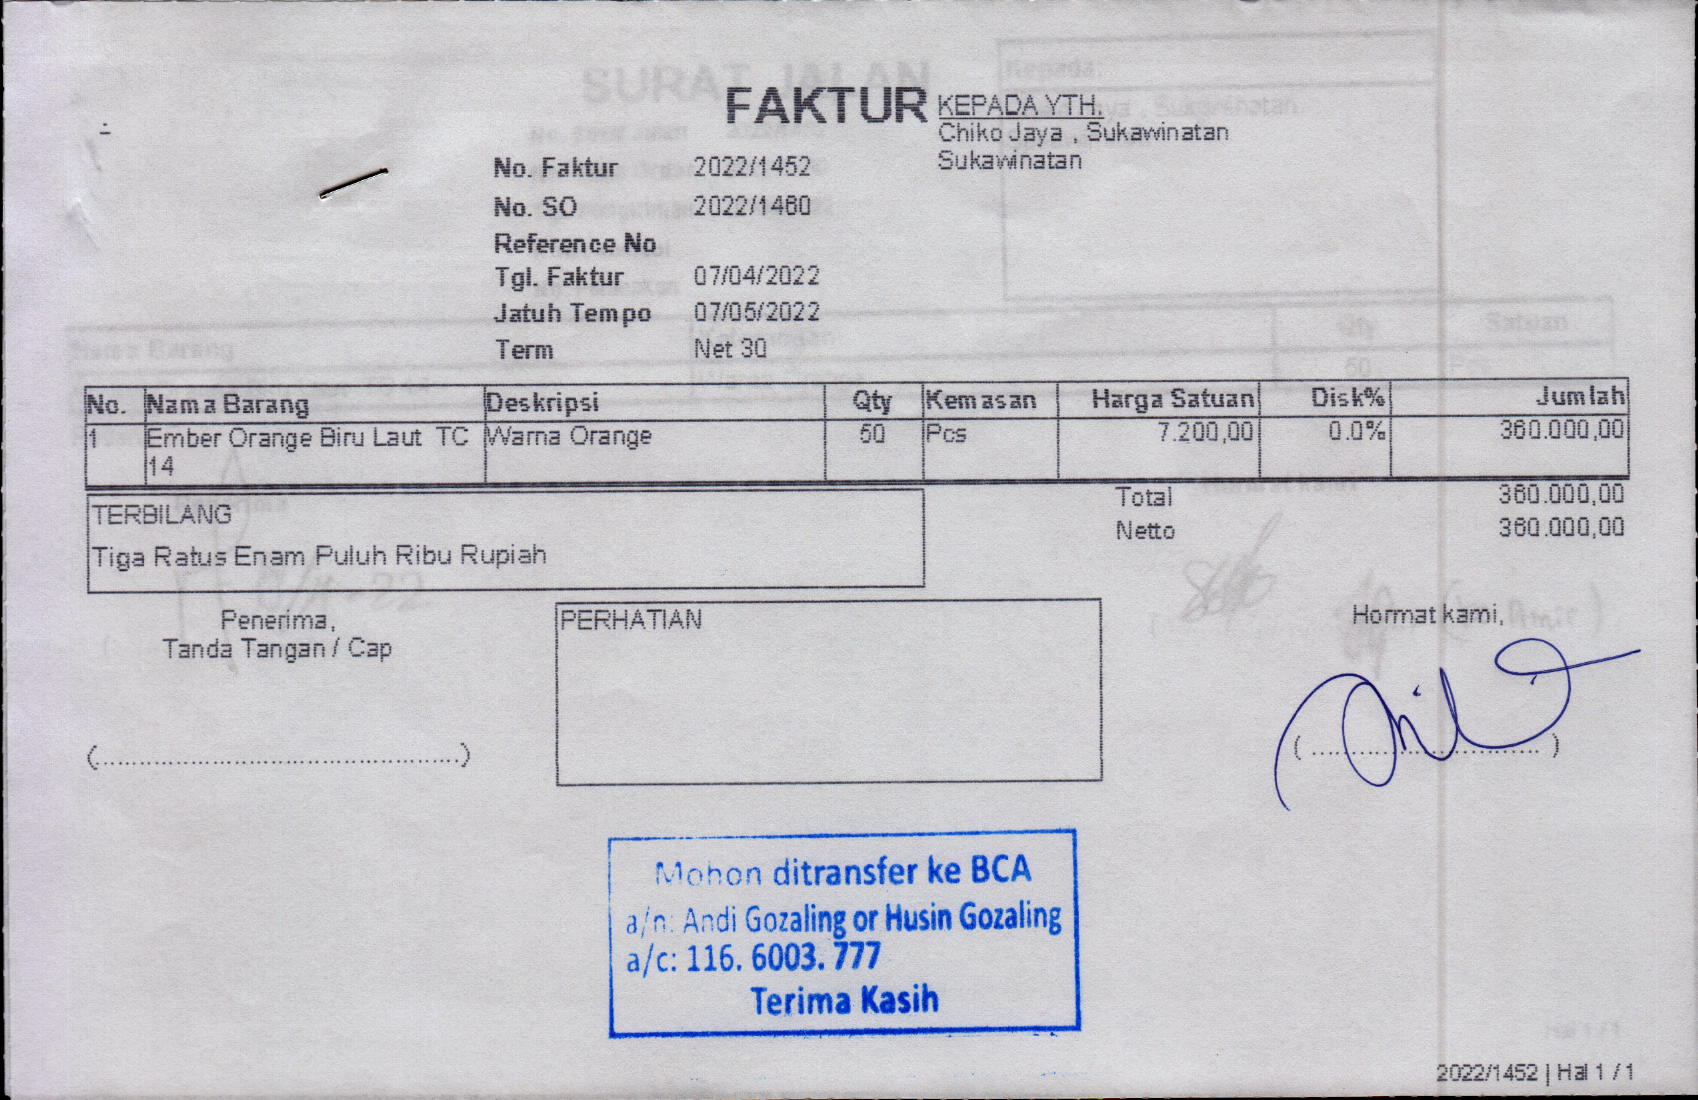 FAKTUR
KEPADA YTH.
Chiko Jaya , Sukawinatan
Sukawinatan
No. Faktur 2022/1452
No. SO 2022/1460
Reference No
Tgl. Faktur 07/04/2022
Jatuh Tempo 07/05/2022
Term Net 30
No. Nama Barang Deskripsi Qty Kemasan Harga Satuan Disk% Jumlah
1 Ember Orange Biru Laut TC 14 Warna Orange 50 Pcs 7.200,00 0.0% 360.000,00
Total 360.000,00
Netto 360.000,00
TERBILANG
Tiga Ratus Enam Puluh Ribu Rupiah
Penerima,
Tanda Tangan / Cap
PERHATIAN
Hormat kami,
(............................................)
(............................)
Mohon ditransfer ke BCA
a/n: Andi Gozaling or Husin Gozaling
a/c: 116. 6003. 777
Terima Kasih
2022/1452 | Hal 1 / 1